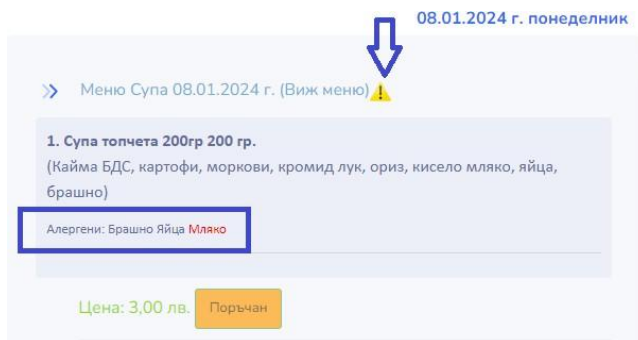 08.01.2024 г. понеделник
Меню Супа 08.01.2024 г. (Виж меню)
1. Супа топчета 200гр 200 гр.
(Кайма БДС, картофи, моркови, кромид лук, ориз, кисело мляко, яйца,
брашно)
Алергени: Брашно Яйца Мляко
Цена: 3,00 лв. Поръчан